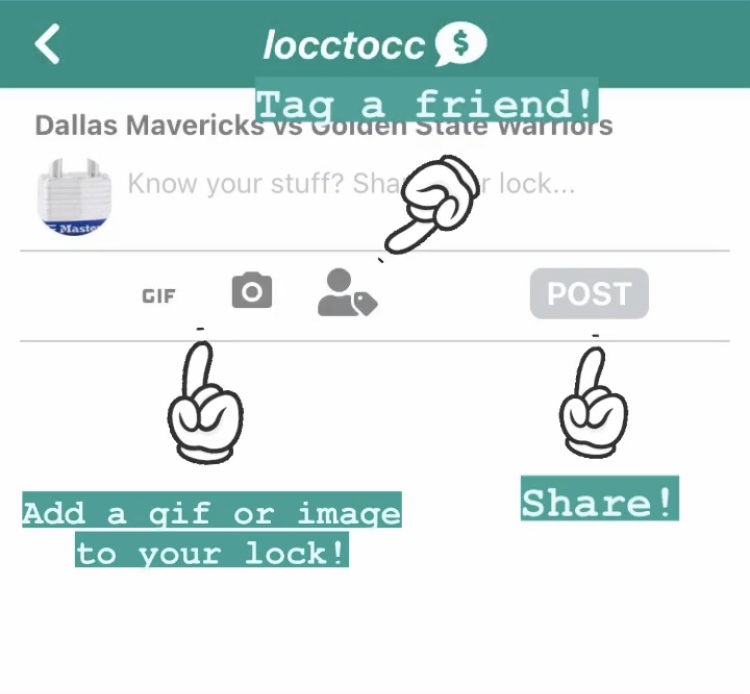 locctocc $
Tag a friend!
Dallas Mavericks vs Golden State Warriors
Know your stuff? Sha r lock...
Maste
GIF
POST
Add a gif or image
to your lock!
Share!